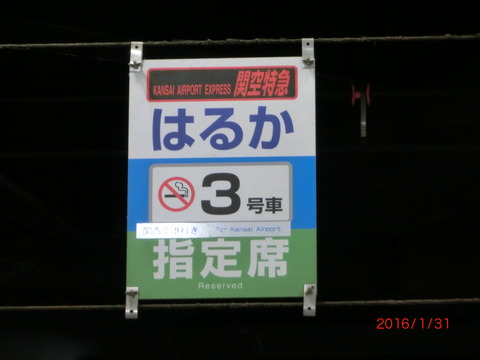 KANSAI AIRPORT EXPRESS 関空特急
はるか
3号車
For Kansai Airport
指定席
Reserved
2016/1/31